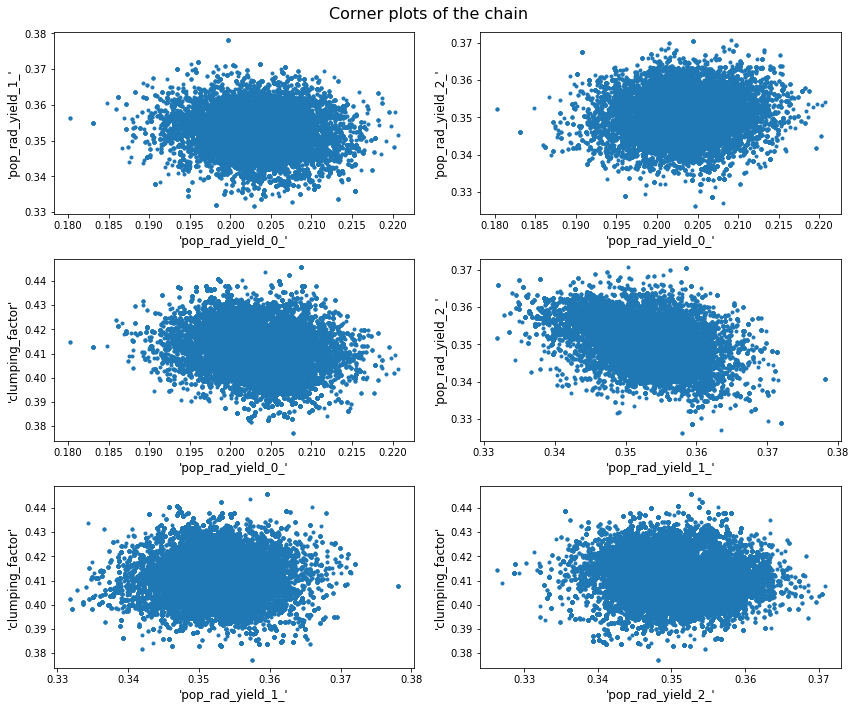 Corner plots of the chain
0.38
0.37
0.36
0.35
0.34
0.33
'pop_rad_yield_1_'
0.180 0.185 0.190 0.195 0.200 0.205 0.210 0.215 0.220
'pop_rad_yield_0_'
0.37
0.36
0.35
0.34
0.33
'pop_rad_yield_2_'
0.180 0.185 0.190 0.195 0.200 0.205 0.210 0.215 0.220
'pop_rad_yield_0_'
0.44
0.43
0.42
0.41
0.40
0.39
0.38
'clumping_factor'
0.180 0.185 0.190 0.195 0.200 0.205 0.210 0.215 0.220
'pop_rad_yield_0_'
0.37
0.36
0.35
0.34
0.33
'pop_rad_yield_2_'
0.33 0.34 0.35 0.36 0.37 0.38
'pop_rad_yield_1_'
0.44
0.43
0.42
0.41
0.40
0.39
0.38
'clumping_factor'
0.33 0.34 0.35 0.36 0.37 0.38
'pop_rad_yield_1_'
0.44
0.43
0.42
0.41
0.40
0.39
0.38
'clumping_factor'
0.33 0.34 0.35 0.36 0.37
'pop_rad_yield_2_'